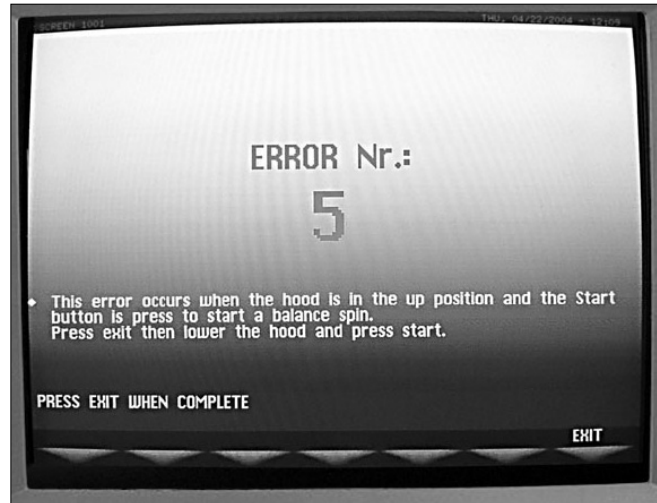 SCREEN 1001
THU, 04/22/2004 - 12:09
ERROR Nr.:
5
This error occurs when the hood is in the up position and the Start
button is press to start a balance spin.
Press exit then lower the hood and press start.
PRESS EXIT WHEN COMPLETE
EXIT